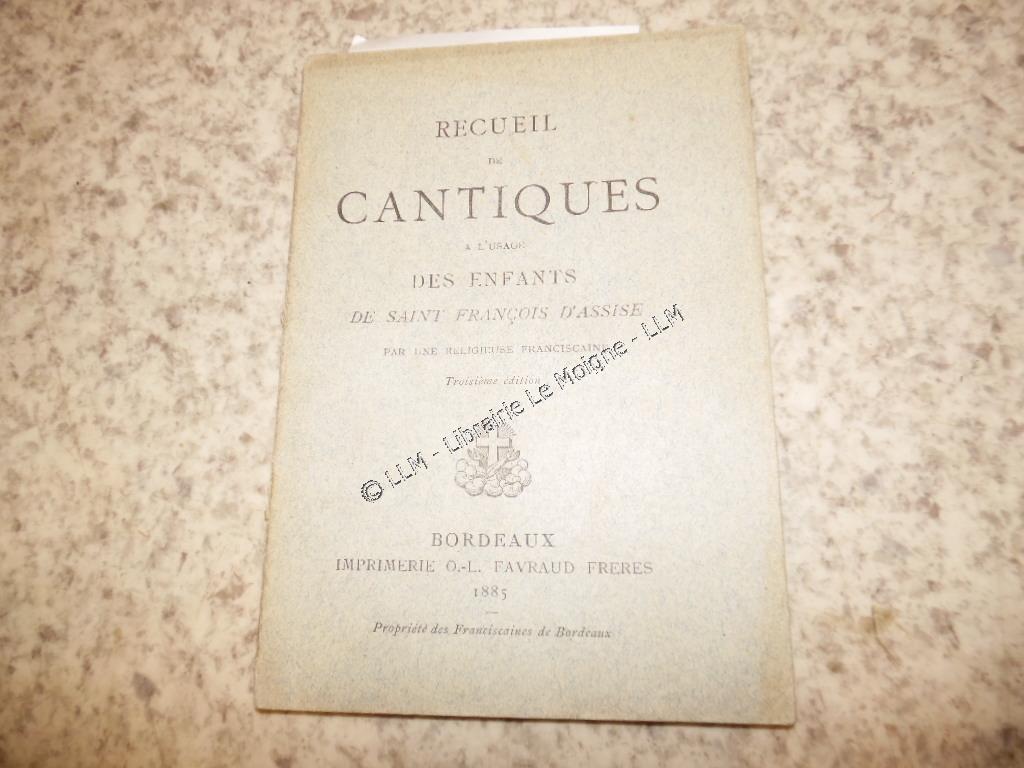 RECUEIL
DE
CANTIQUES
A L'USAGE
DES ENFANTS
DE SAINT FRANÇOIS D'ASSISE
PAR UNE RELIGIEUSE FRANCISCAINE
Troisième édition
© LLM - Librairie Le Moigne - LLM
BORDEAUX
IMPRIMERIE O.-L. FAVRAUD FRERES
1885
Propriété des Franciscaines de Bordeaux